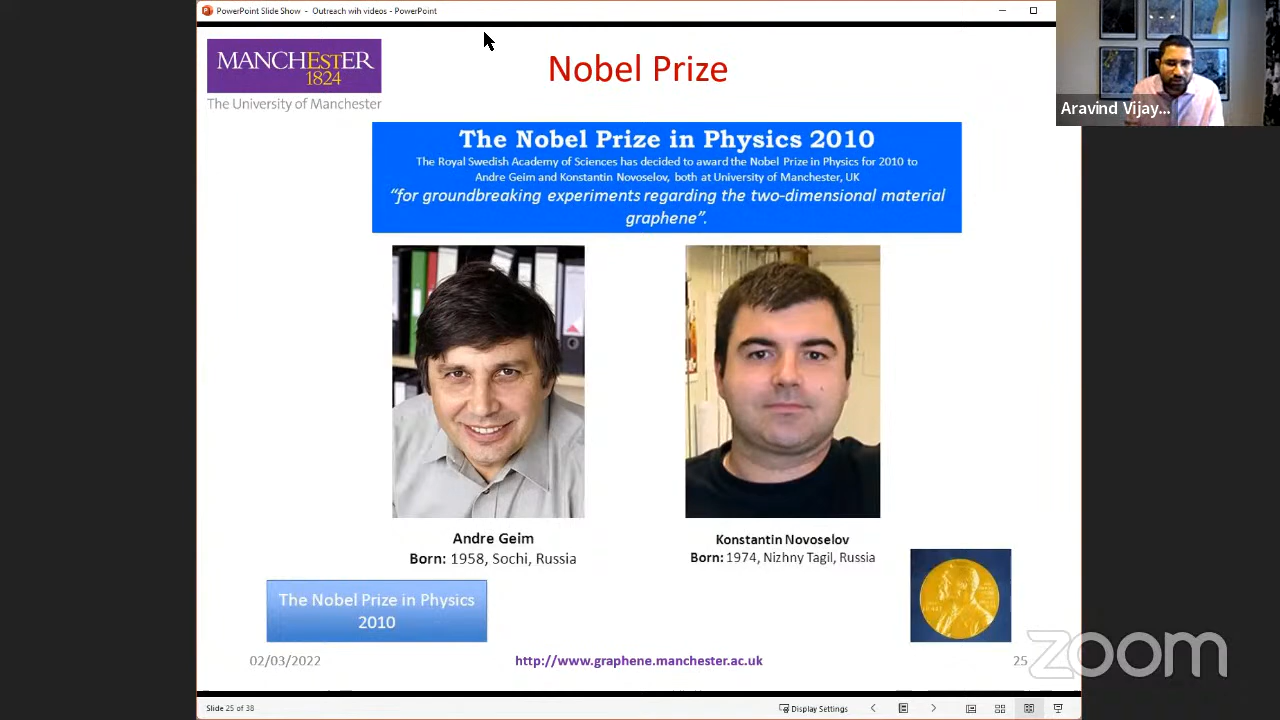 PowerPoint Slide Show - Outreach wih videos - PowerPoint
MANCHESTER
1824
The University of Manchester
Nobel Prize
Aravind Vijay...
The Nobel Prize in Physics 2010
The Royal Swedish Academy of Sciences has decided to award the Nobel Prize in Physics for 2010 to
Andre Geim and Konstantin Novoselov, both at University of Manchester, UK
“for groundbreaking experiments regarding the two-dimensional material
graphene”.
Andre Geim
Born: 1958, Sochi, Russia
Konstantin Novoselov
Born: 1974, Nizhny Tagil, Russia
The Nobel Prize in Physics
2010
02/03/2022
http://www.graphene.manchester.ac.uk
25
zoom
Slide 25 of 38
Display Settings